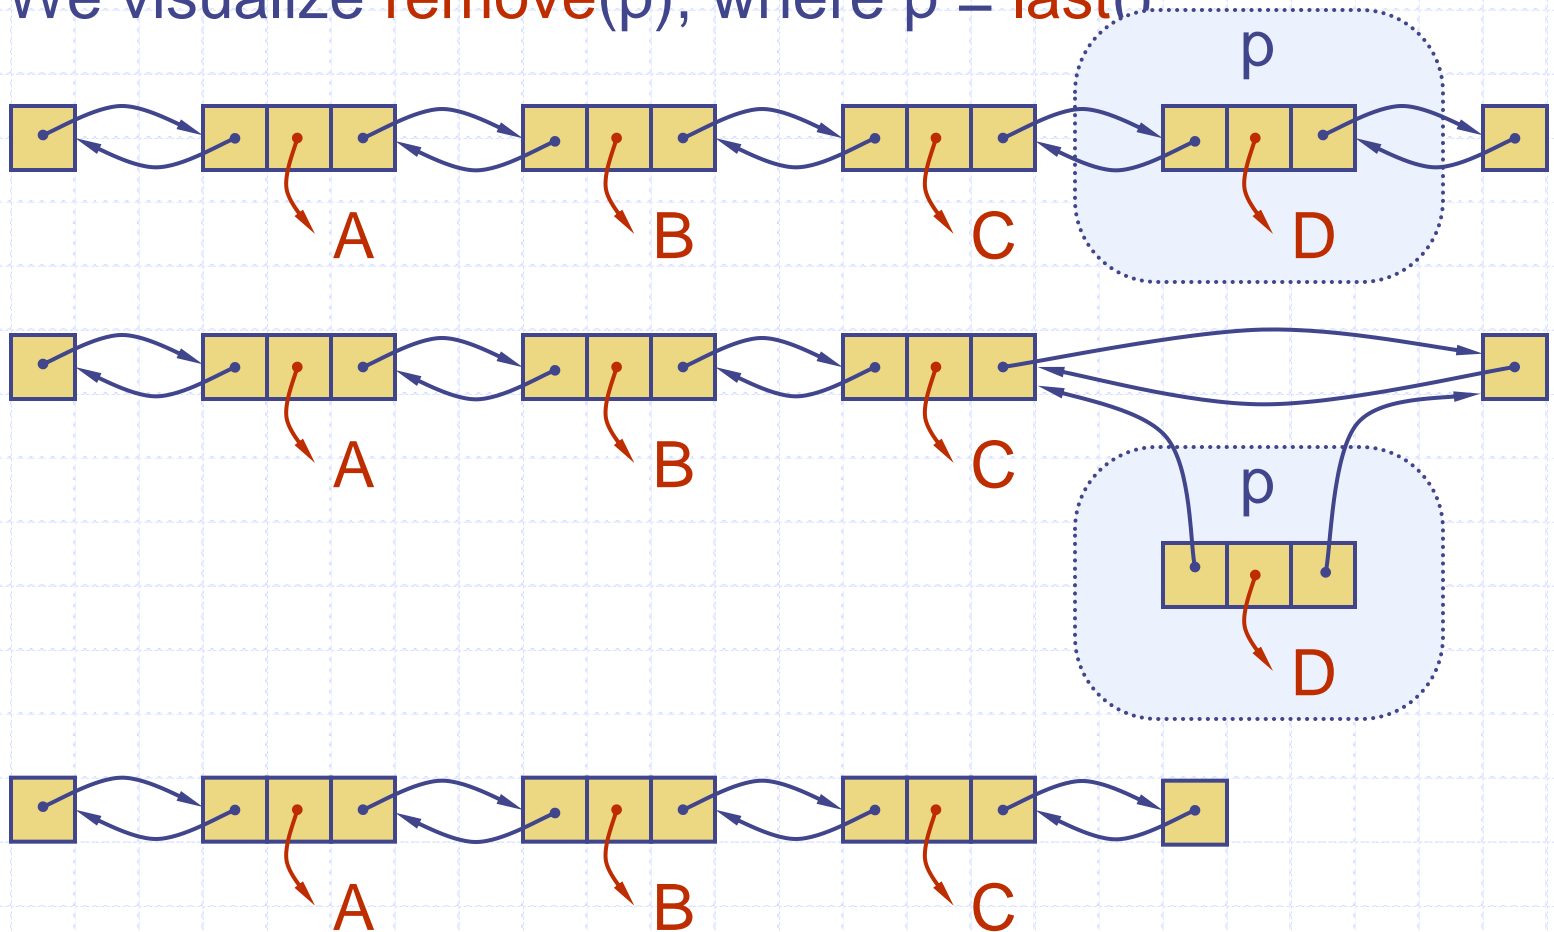 We visualize remove(p), where p = last()
p
A B C D
A B C
p
D
A B C